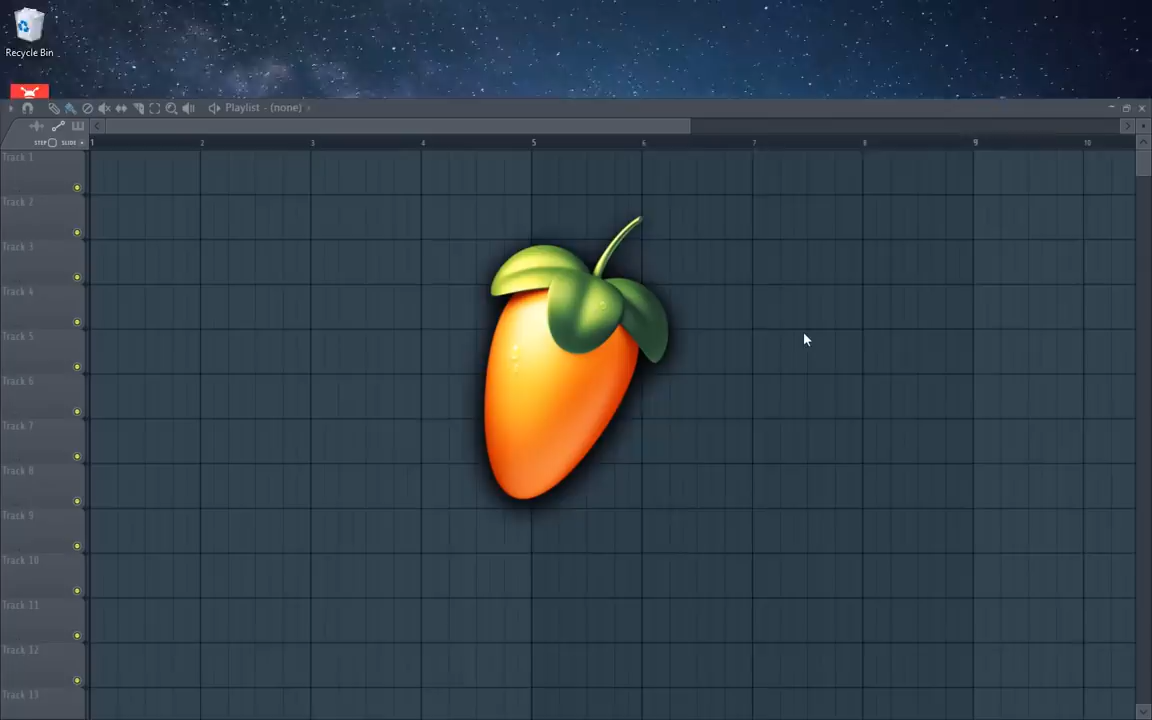 Recycle Bin
Playlist - (none)
STEP SLIDE
1 2 3 4 5 6 7 8 9 10
Track 1
Track 2
Track 3
Track 4
Track 5
Track 6
Track 7
Track 8
Track 9
Track 10
Track 11
Track 12
Track 13